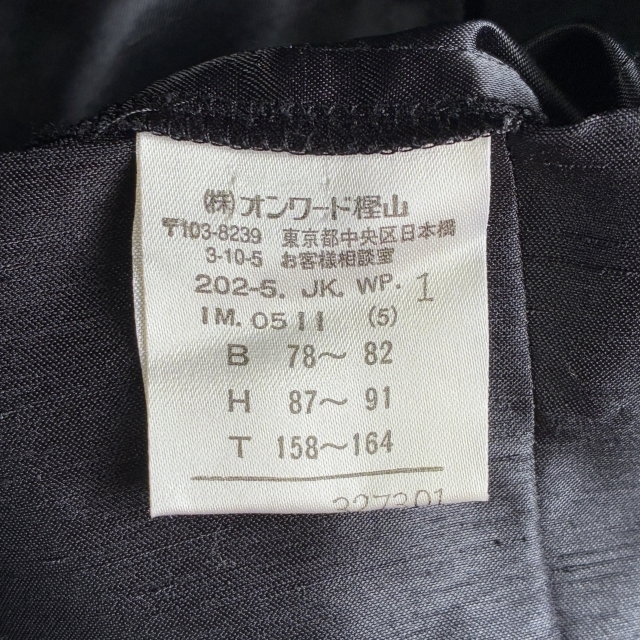 (株)オンワード樫山
〒103-8239 東京都中央区日本橋
3-10-5 お客様相談室
202-5. JK. WP. 1
IM. 0511 (5)
B 78～ 82
H 87～ 91
T 158～164
327301